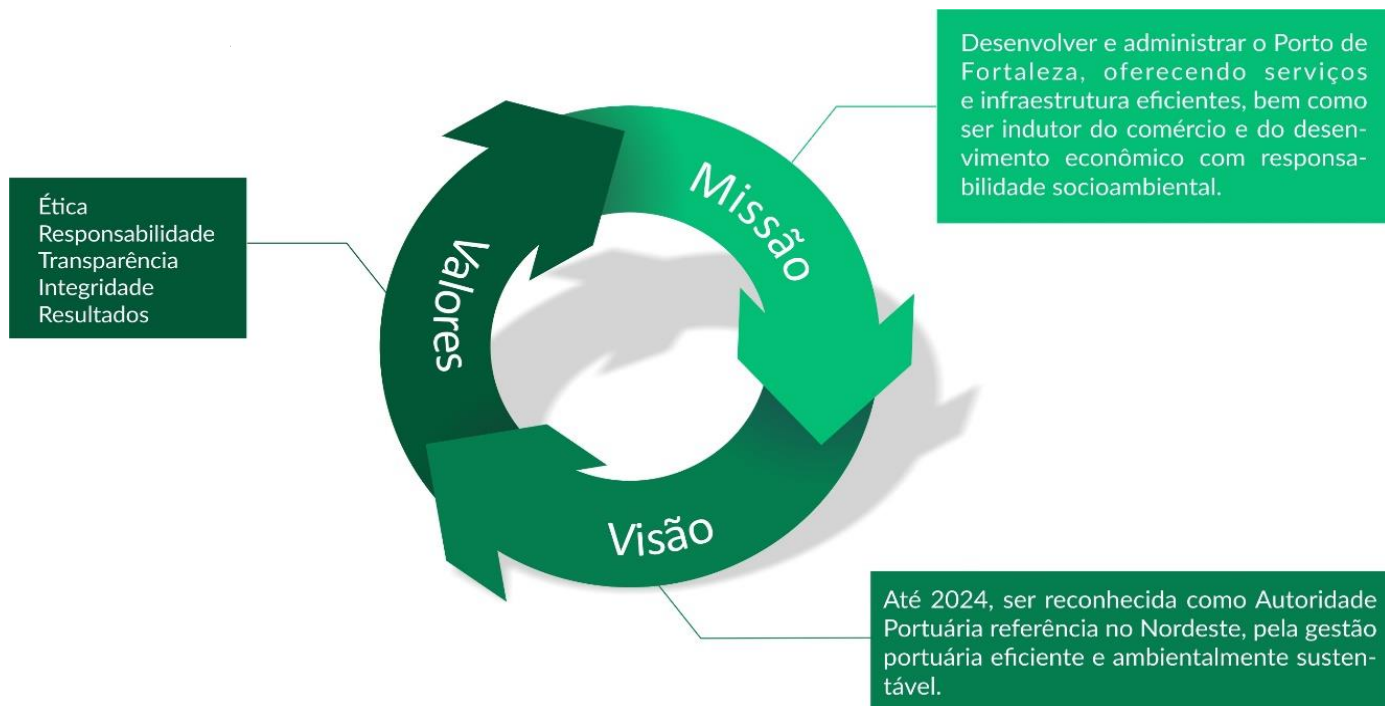 Desenvolver e administrar o Porto de
Fortaleza, oferecendo serviços
e infraestrutura eficientes, bem como
ser indutor do comércio e do desen-
vimento econômico com responsa-
bilidade socioambiental.
Missão
Ética
Responsabilidade
Transparência
Integridade
Resultados
Valores
Visão
Até 2024, ser reconhecida como Autoridade
Portuária referência no Nordeste, pela gestão
portuária eficiente e ambientalmente susten-
tável.